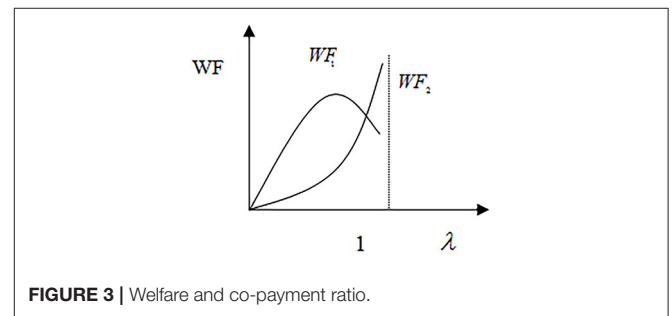 WF₁
WF
WF₂
1
λ
FIGURE 3 | Welfare and co-payment ratio.